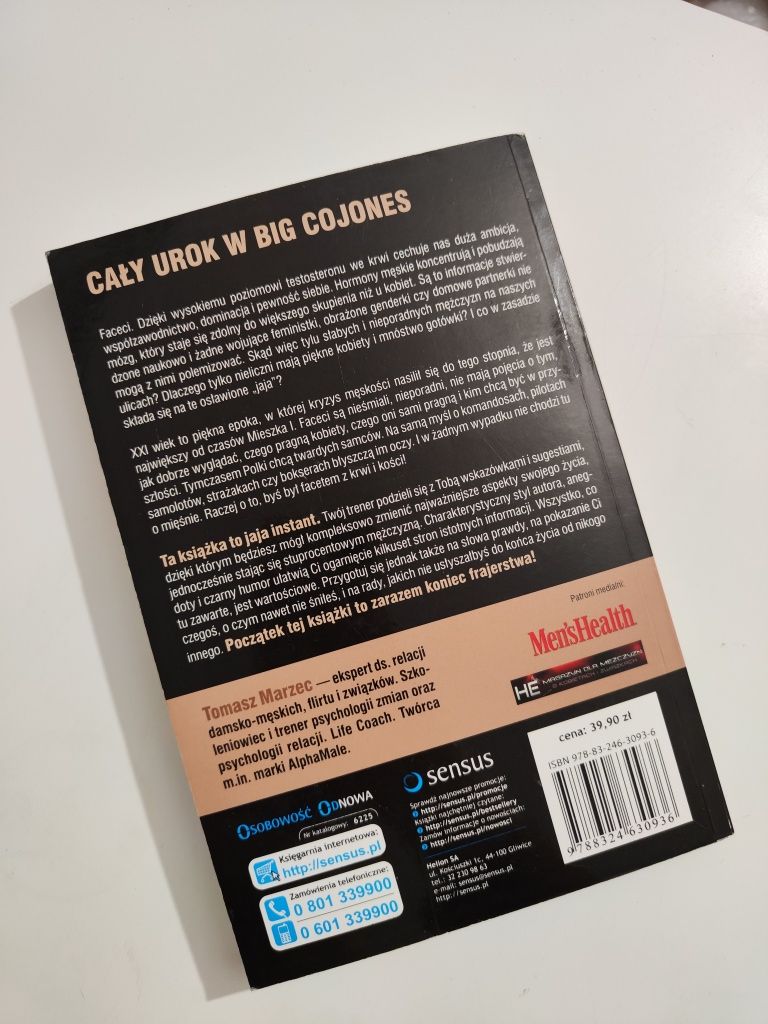 CAŁY UROK W BIG COJONES
Faceci. Dzięki wysokiemu poziomowi testosteronu we krwi cechuje nas duża ambicja,
współzawodnictwo, dominacja i pewność siebie. Hormony męskie koncentrują i pobudzają
mózg, który staje się zdolny do większego skupienia niż u kobiet. Są to informacje stwier-
dzone naukowo i żadne wojujące feministki, obrażone genderki czy domowe partnerki nie
mogą z nimi polemizować. Skąd więc tylu słabych i nieporadnych mężczyzn na naszych
ulicach? Dlaczego tylko nieliczni mają piękne kobiety i mnóstwo gotówki? I co w zasadzie
składa się na te osławione „jaja"?
XXI wiek to piękna epoka, w której kryzys męskości nasilił się do tego stopnia, że jest
największy od czasów Mieszka I. Faceci są nieśmiali, nieporadni, nie mają pojęcia o tym,
jak dobrze wyglądać, czego pragną kobiety, czego oni sami pragną i kim chcą być w przy-
szłości. Tymczasem Polki chcą twardych samców. Na samą myśl o komandosach, pilotach
samolotów, strażakach czy bokserach błyszczą im oczy. I w żadnym wypadku nie chodzi tu
o mięśnie. Raczej o to, byś był facetem z krwi i kości!
Ta książka to jaja instant. Twój trener podzieli się z Tobą wskazówkami i sugestiami,
dzięki którym będziesz mógł kompleksowo zmienić najważniejsze aspekty swojego życia,
jednocześnie stając się stuprocentowym mężczyzną. Charakterystyczny styl autora, aneg-
doty i czarny humor ułatwią Ci ogarnięcie kilkuset stron istotnych informacji. Wszystko, co
tu zawarte, jest wartościowe. Przygotuj się jednak także na słowa prawdy, na pokazanie Ci
czegoś, o czym nawet nie śniłeś, i na rady, jakich nie usłyszałbyś do końca życia od nikogo
innego. Początek tej książki to zarazem koniec frajerstwa!
Tomasz Marzec — ekspert ds. relacji
damsko-męskich, flirtu i związków. Szko-
leniowiec i trener psychologii zmian oraz
psychologii relacji. Life Coach. Twórca
m.in. marki AlphaMale.
Patroni medialni:
Men'sHealth
HE MAGAZYN DLA MĘŻCZYZN
O KOBIETACH I ZWIĄZKACH
OSOBOWOŚĆ ODNOWA
Nr katalogowy: 6225
Księgarnia internetowa:
http://sensus.pl
Zamówienia telefoniczne:
0 801 339900
0 601 339900
sensus
Sprawdź najnowsze promocje:
http://sensus.pl/promocje
Książki najchętniej czytane:
http://sensus.pl/bestsellery
Zamów informacje o nowościach:
http://sensus.pl/nowosci
Helion SA
ul. Kościuszki 1c, 44-100 Gliwice
tel.: 32 230 98 63
e-mail: sensus@sensus.pl
http://sensus.pl
cena: 39,90 zł
ISBN 978-83-246-3093-6
9 788324 630936